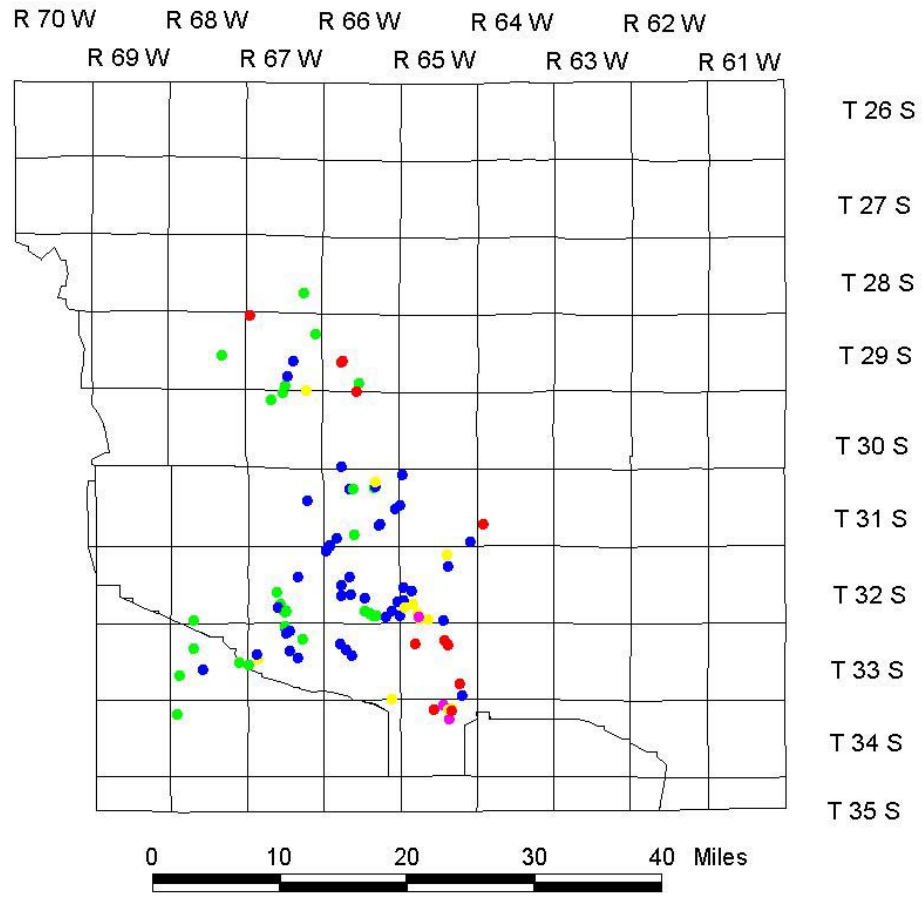 R 70 W R 68 W R 66 W R 64 W R 62 W
R 69 W R 67 W R 65 W R 63 W R 61 W
T 26 S
T 27 S
T 28 S
T 29 S
T 30 S
T 31 S
T 32 S
T 33 S
T 34 S
T 35 S
0 10 20 30 40 Miles